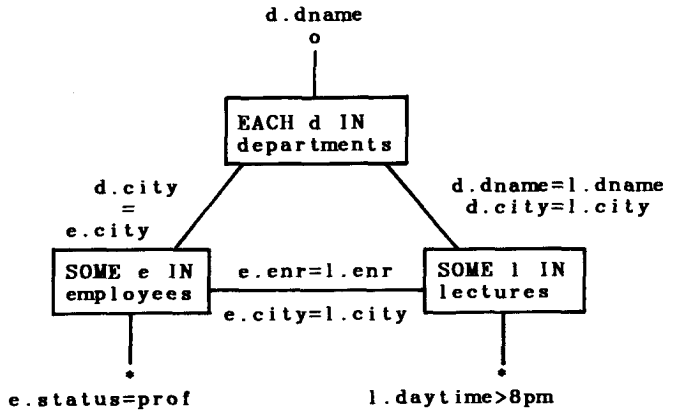 d.dname
o
EACH d IN
departments
d.city
=
e.city
d.dname=l.dname
d.city=l.city
SOME e IN
employees
e.enr=l.enr
e.city=l.city
SOME l IN
lectures
*
*
e.status=prof
l.daytime>8pm